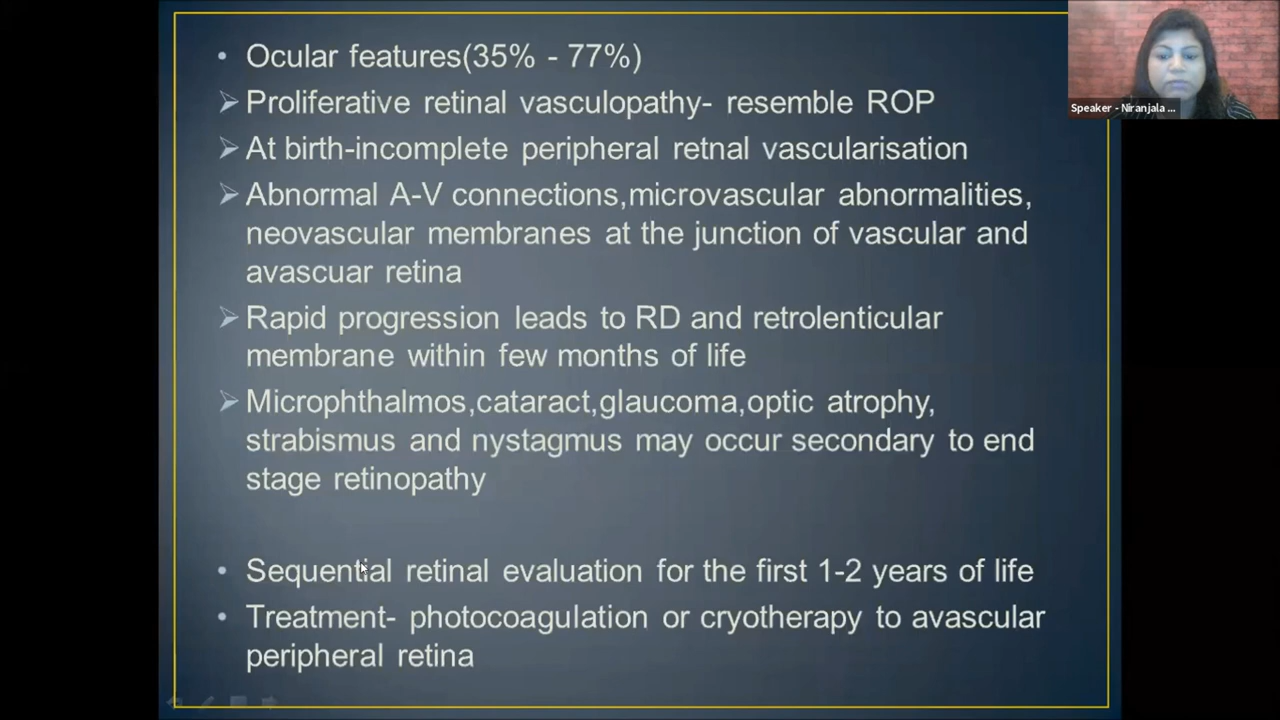 • Ocular features(35% - 77%)
➢ Proliferative retinal vasculopathy- resemble ROP
➢ At birth-incomplete peripheral retnal vascularisation
➢ Abnormal A-V connections,microvascular abnormalities,
neovascular membranes at the junction of vascular and
avascuar retina
➢ Rapid progression leads to RD and retrolenticular
membrane within few months of life
➢ Microphthalmos,cataract,glaucoma,optic atrophy,
strabismus and nystagmus may occur secondary to end
stage retinopathy
• Sequential retinal evaluation for the first 1-2 years of life
• Treatment- photocoagulation or cryotherapy to avascular
peripheral retina
Speaker - Niranjala ...